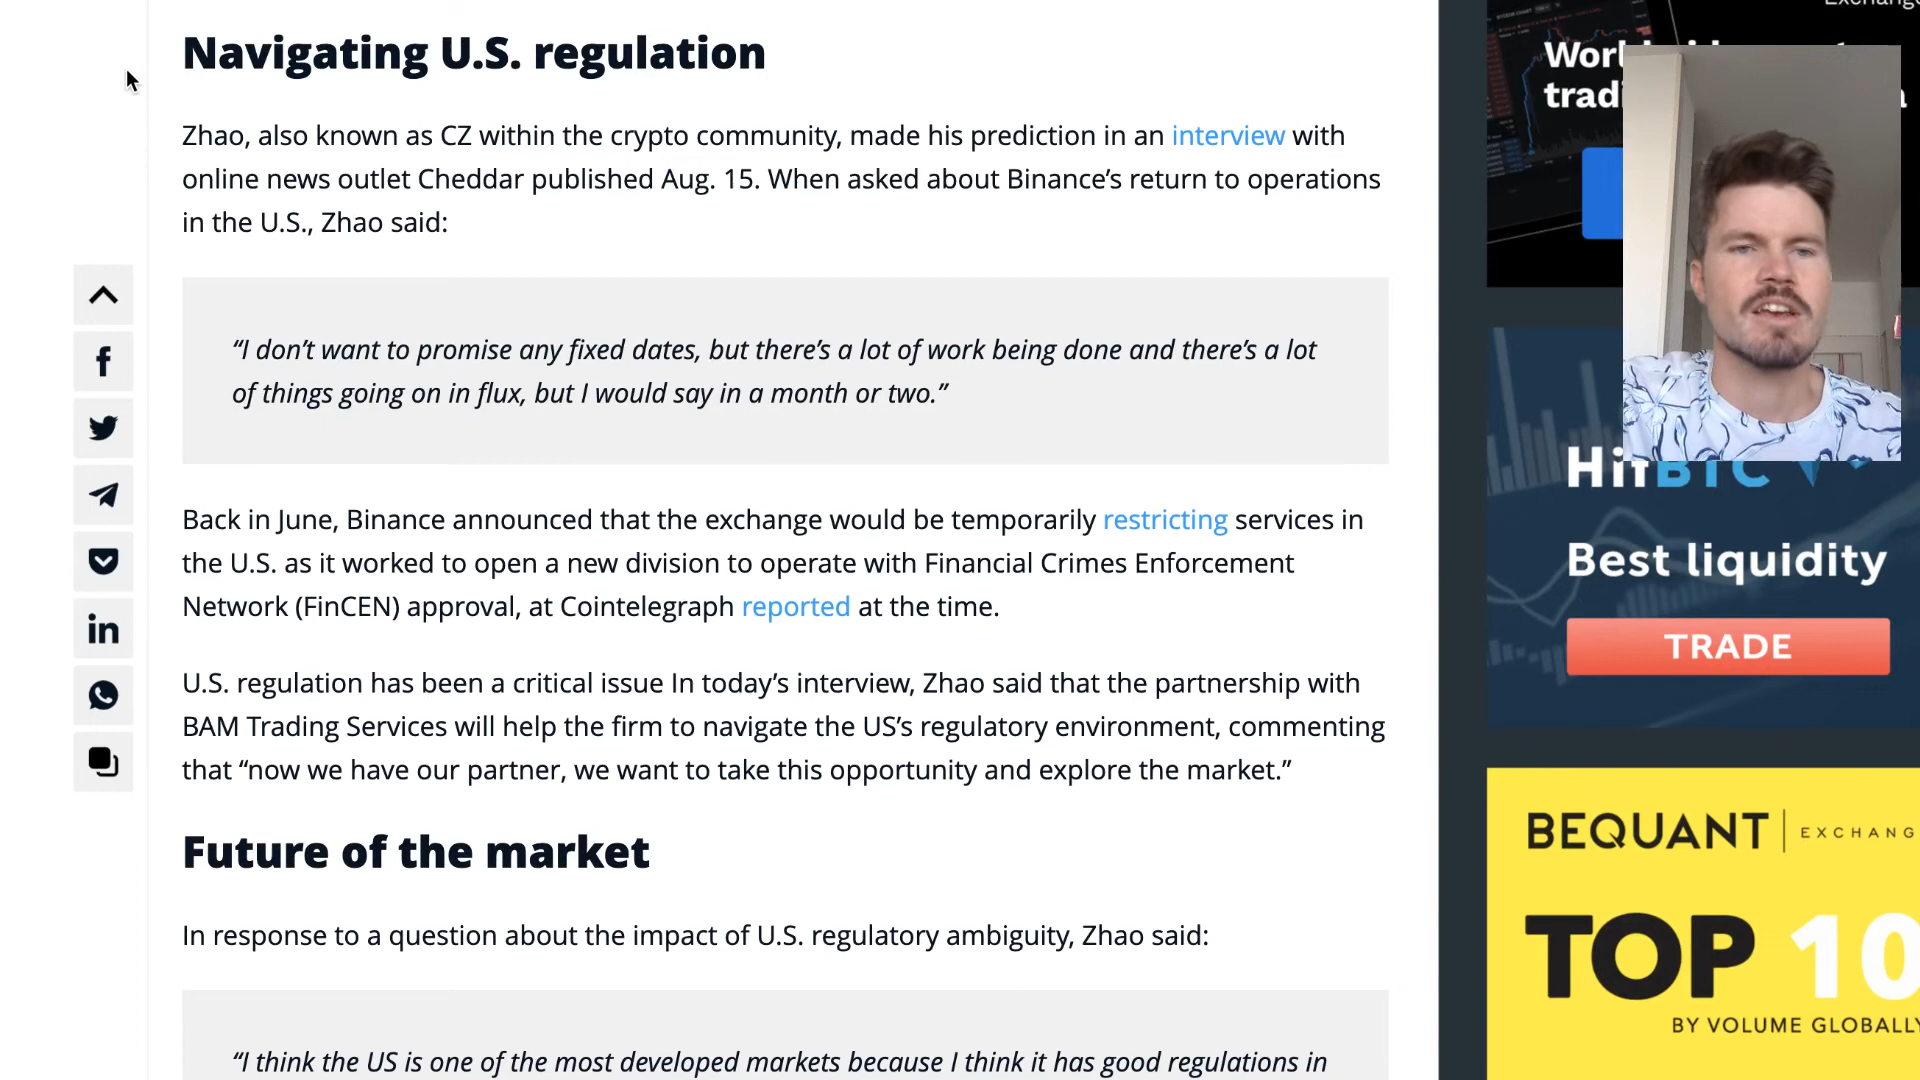 Navigating U.S. regulation
Zhao, also known as CZ within the crypto community, made his prediction in an interview with
online news outlet Cheddar published Aug. 15. When asked about Binance’s return to operations
in the U.S., Zhao said:
“I don’t want to promise any fixed dates, but there’s a lot of work being done and there’s a lot
of things going on in flux, but I would say in a month or two.”
Back in June, Binance announced that the exchange would be temporarily restricting services in
the U.S. as it worked to open a new division to operate with Financial Crimes Enforcement
Network (FinCEN) approval, at Cointelegraph reported at the time.
U.S. regulation has been a critical issue In today’s interview, Zhao said that the partnership with
BAM Trading Services will help the firm to navigate the US’s regulatory environment, commenting
that “now we have our partner, we want to take this opportunity and explore the market.”
Future of the market
In response to a question about the impact of U.S. regulatory ambiguity, Zhao said:
“I think the US is one of the most developed markets because I think it has good regulations in
HitBTC
Best liquidity
TRADE
BEQUANT | EXCHANG
TOP 10
BY VOLUME GLOBALLY